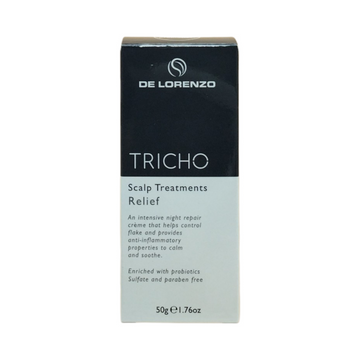 DE LORENZO
TRICHO
Scalp Treatments
Relief
An intensive night repair
crème that helps control
flake and provides
anti-inflammatory
properties to calm
and soothe.
Enriched with probiotics
Sulfate and paraben free
50g℮1.76oz